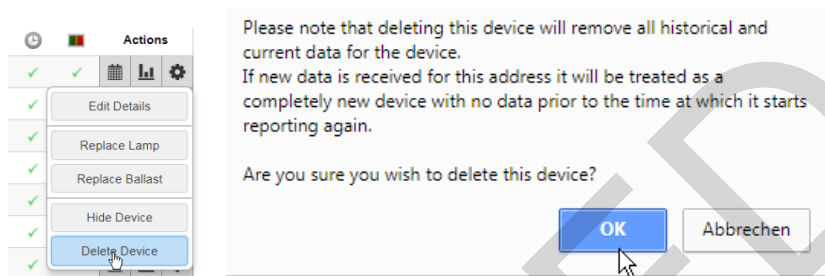 Actions
Edit Details
Replace Lamp
Replace Ballast
Hide Device
Delete Device
Please note that deleting this device will remove all historical and
current data for the device.
If new data is received for this address it will be treated as a
completely new device with no data prior to the time at which it starts
reporting again.
Are you sure you wish to delete this device?
OK
Abbrechen